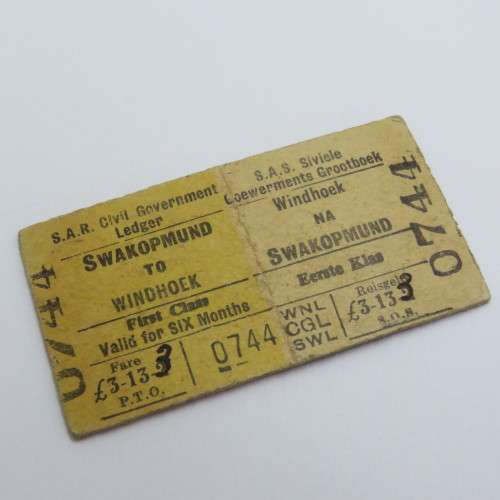 0744
S.A.R. Civil Government
Ledger
SWAKOPMUND
TO
WINDHOEK
First Class
Valid for SIX Months
Fare
£3-13 3
P.T.O.
0744
S.A.S. Siviele
Goewerments Grootboek
Windhoek
NA
SWAKOPMUND
Eerste Klas
WNL
CGL
SWL
Reisgeld
£3-13 3
S.O.S.
0744